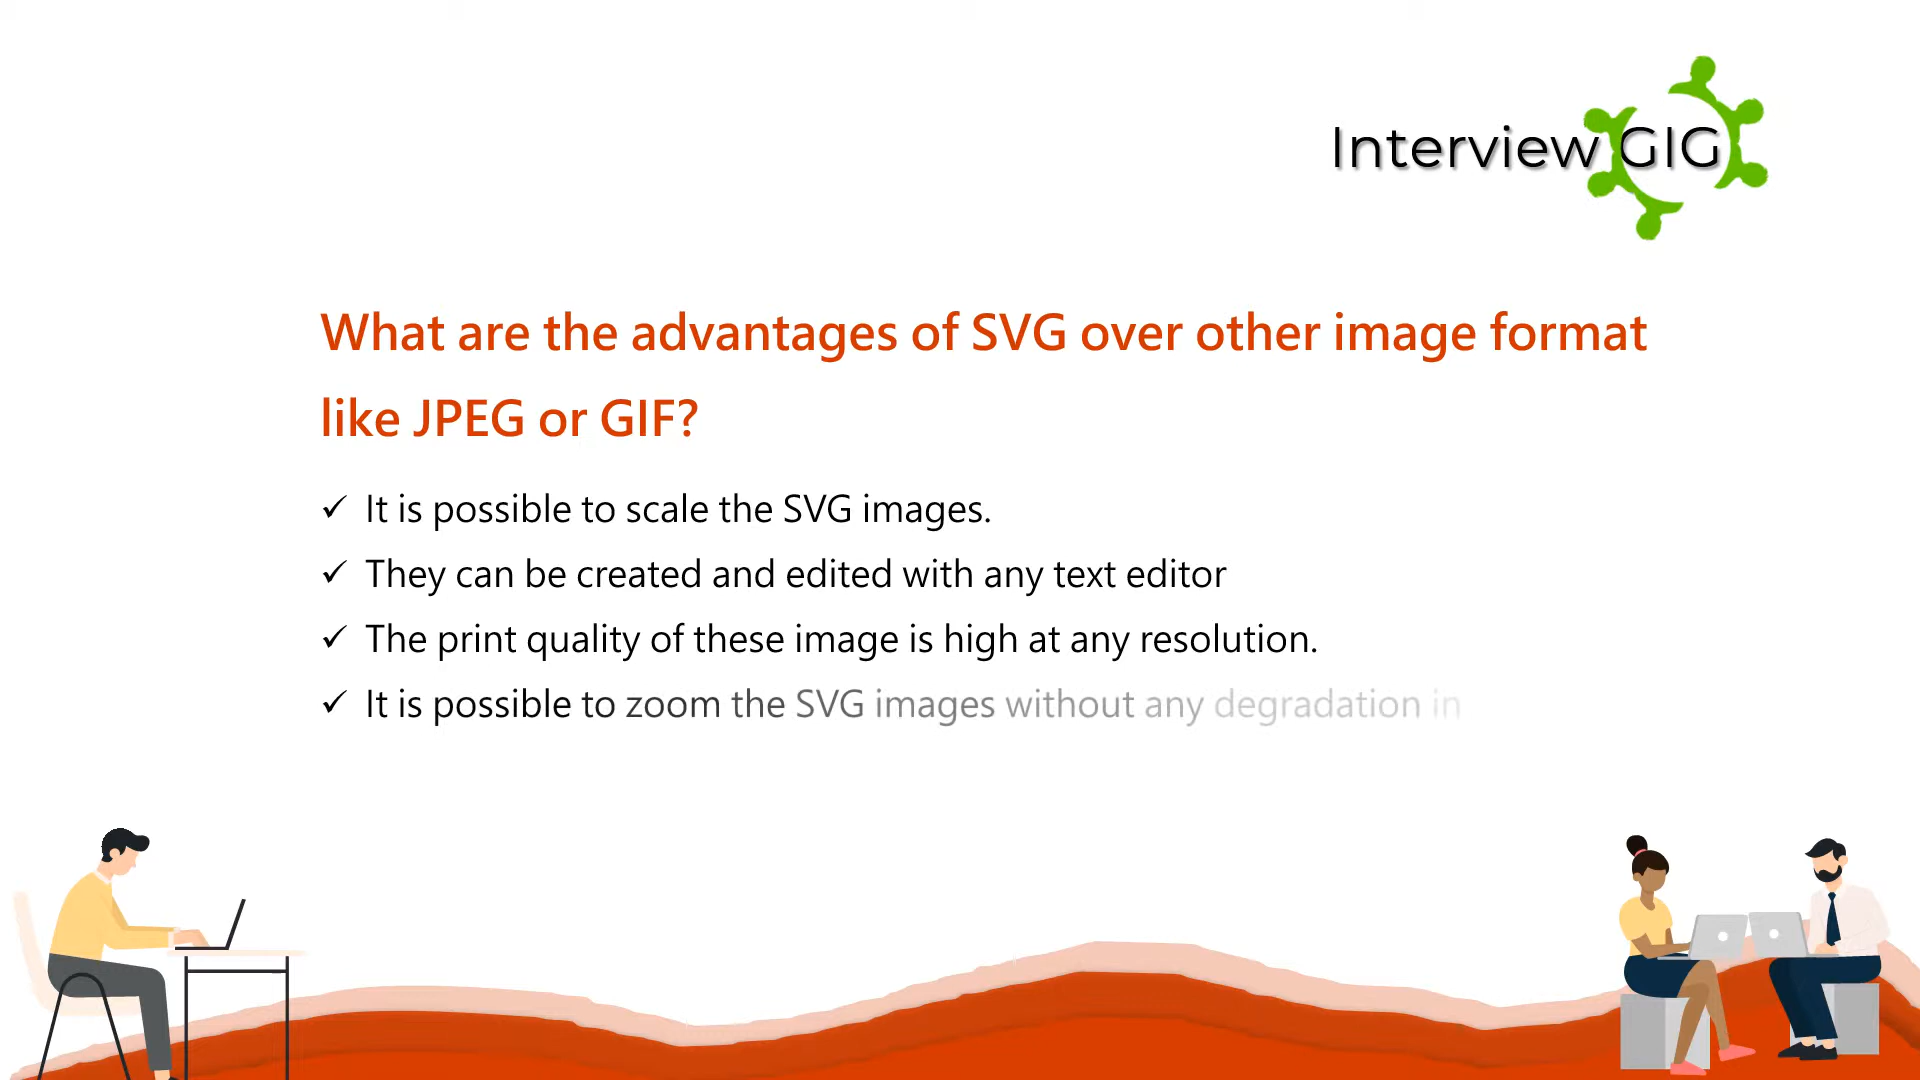 Interview GIG
What are the advantages of SVG over other image format
like JPEG or GIF?
✓ It is possible to scale the SVG images.
✓ They can be created and edited with any text editor
✓ The print quality of these image is high at any resolution.
✓ It is possible to zoom the SVG images without any degradation in